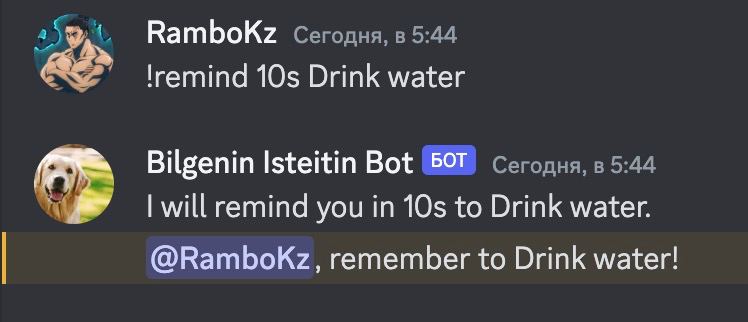 RamboKz Сегодня, в 5:44
!remind 10s Drink water
Bilgenin Isteitin Bot БОТ Сегодня, в 5:44
I will remind you in 10s to Drink water.
@RamboKz, remember to Drink water!